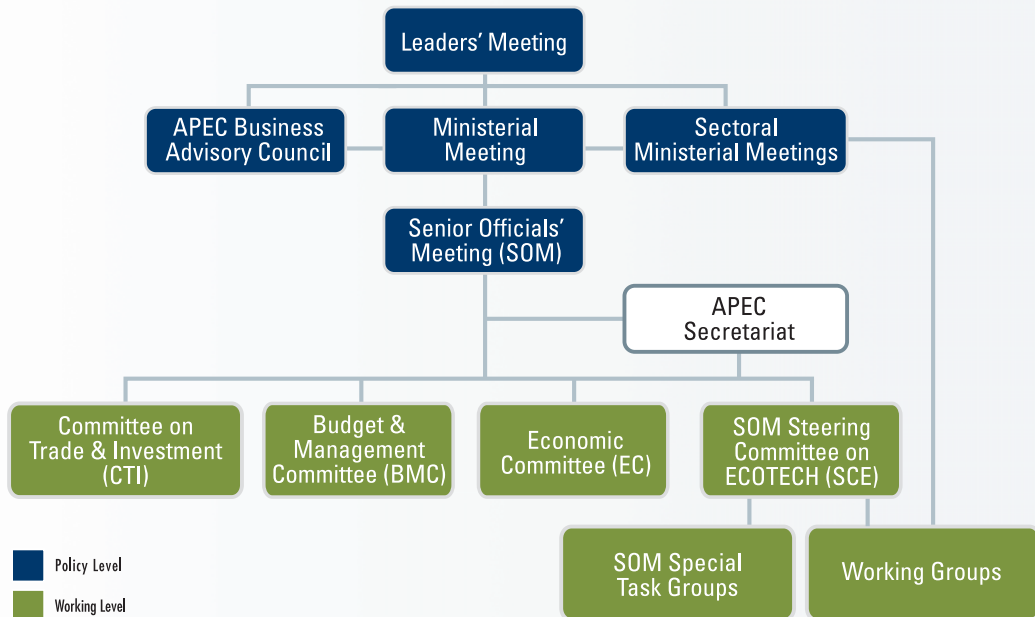 Leaders’ Meeting
APEC Business
Advisory Council
Ministerial
Meeting
Sectoral
Ministerial Meetings
Senior Officials’
Meeting (SOM)
APEC
Secretariat
Committee on
Trade & Investment
(CTI)
Budget &
Management
Committee (BMC)
Economic
Committee (EC)
SOM Steering
Committee on
ECOTECH (SCE)
SOM Special
Task Groups
Working Groups
Policy Level
Working Level